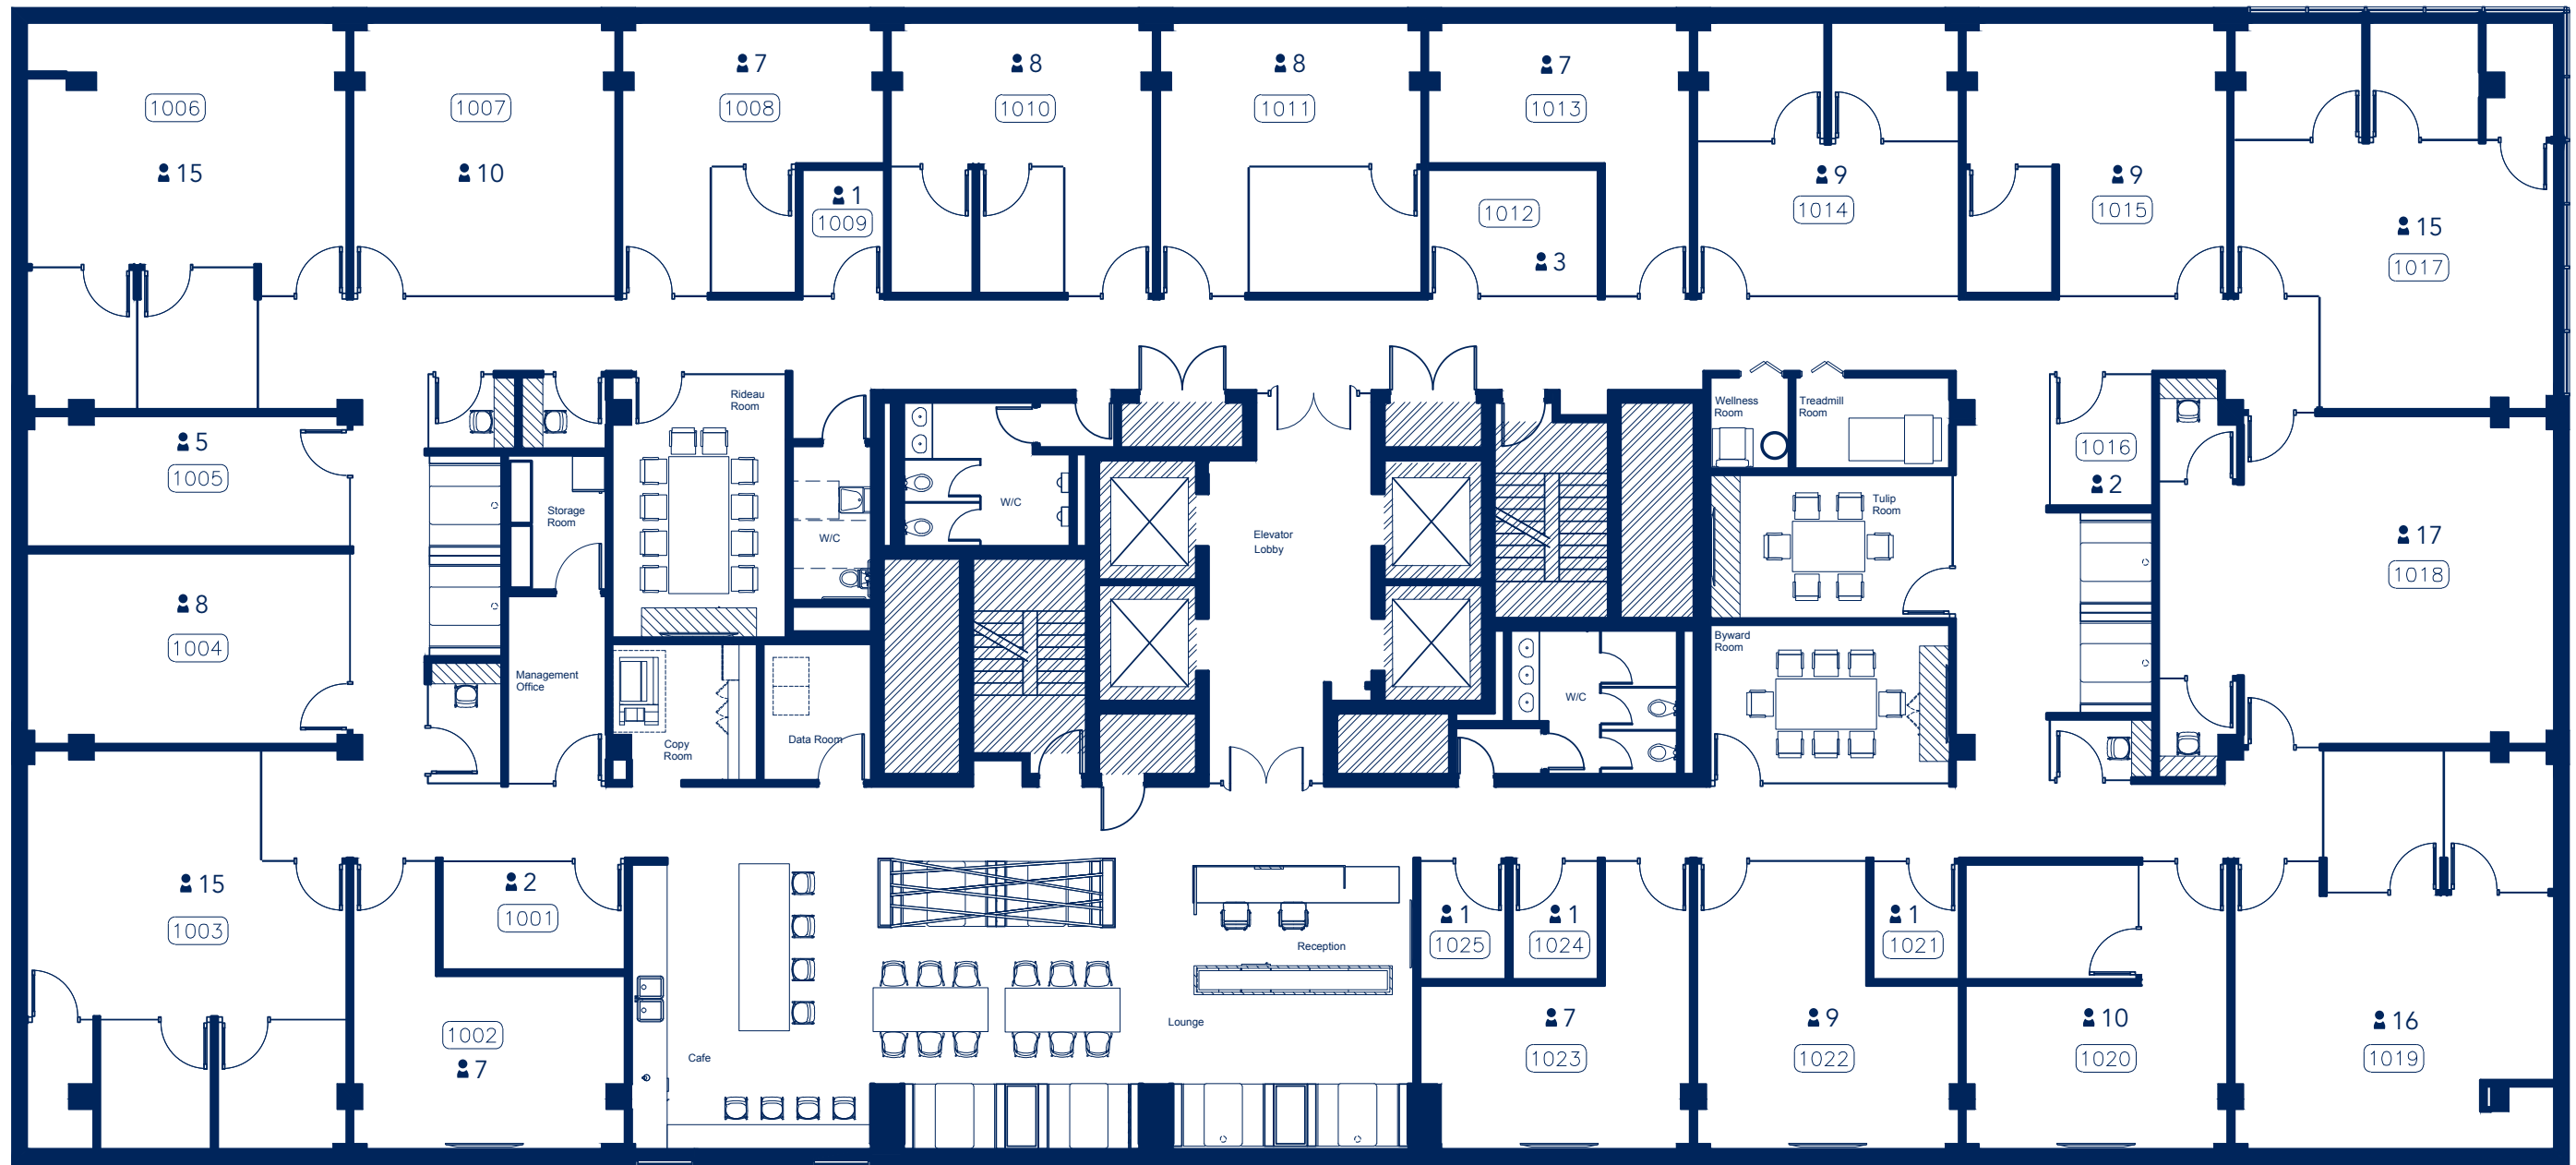 7
8
8
7
1006
1007
1008
1010
1011
1013
15
10
1
1009
9
1014
9
1015
1012
3
15
1017
Rideau
Room
Wellness
Room
Treadmill
Room
5
1005
1016
2
Storage
Room
W/C
W/C
Elevator
Lobby
Tulip
Room
17
1018
8
1004
Management
Office
Copy
Room
Data Room
W/C
Byward
Room
15
1003
2
1001
1
1025
1
1024
1
1021
Reception
1002
7
Cafe
Lounge
7
1023
9
1022
10
1020
16
1019